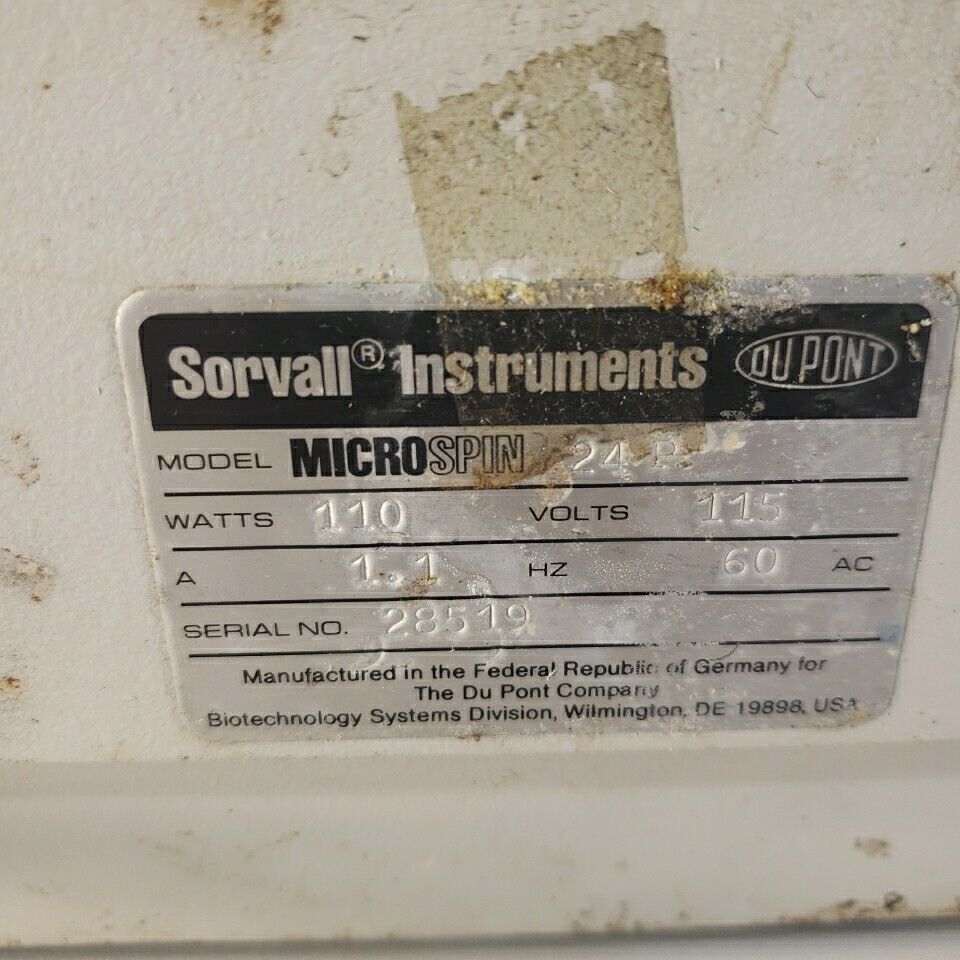 Sorvall® Instruments DU PONT
MODEL MICROSPIN 24
WATTS 110 VOLTS 115
A 1.1 HZ 60 AC
SERIAL NO. 28519
Manufactured in the Federal Republic of Germany for
The Du Pont Company
Biotechnology Systems Division, Wilmington, DE 19898, USA